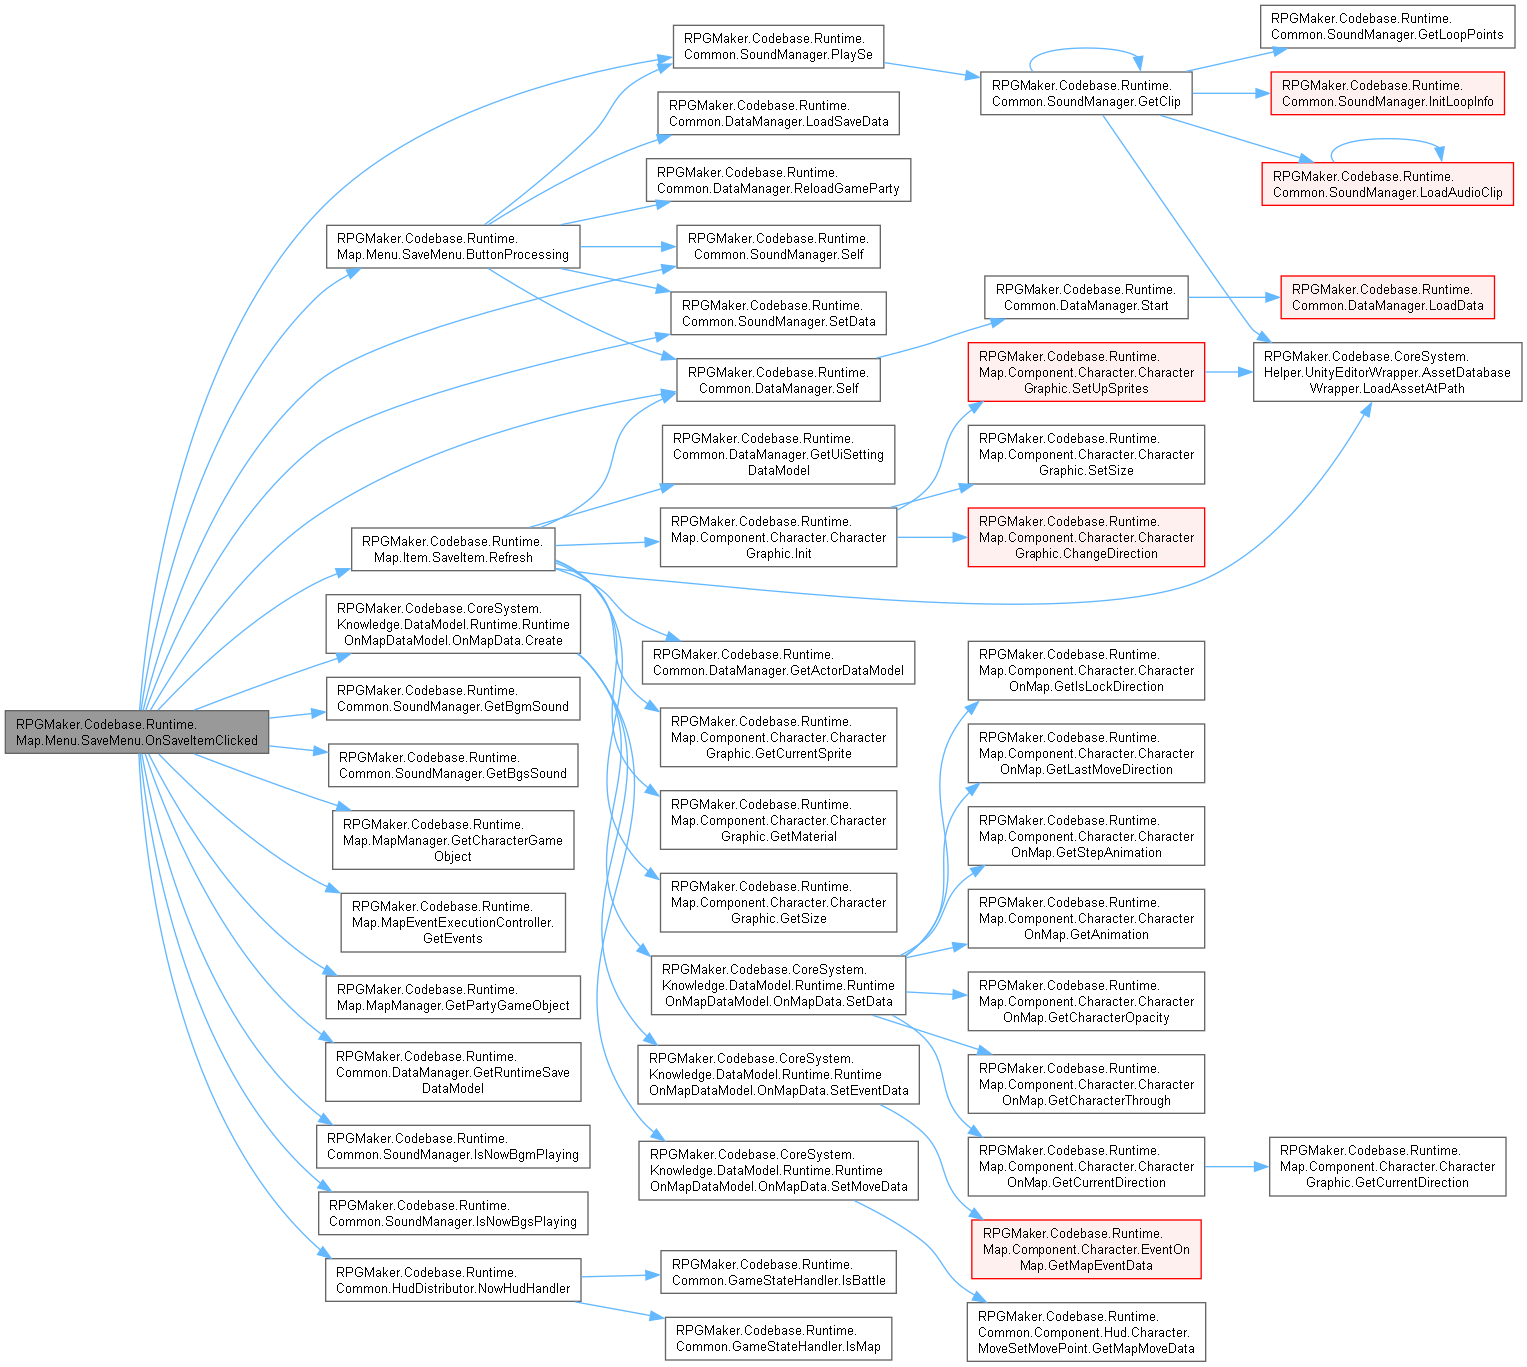 RPGMaker.Codebase.Runtime.
Map.Menu.SaveMenu.OnSaveItemClicked
RPGMaker.Codebase.Runtime.
Common.SoundManager.PlaySe
RPGMaker.Codebase.Runtime.
Common.SoundManager.GetClip
RPGMaker.Codebase.Runtime.
Common.SoundManager.GetLoopPoints
RPGMaker.Codebase.Runtime.
Common.SoundManager.InitLoopInfo
RPGMaker.Codebase.Runtime.
Common.SoundManager.LoadAudioClip
RPGMaker.Codebase.CoreSystem.
Helper.UnityEditorWrapper.AssetDatabase
Wrapper.LoadAssetAtPath
RPGMaker.Codebase.Runtime.
Map.Menu.SaveMenu.ButtonProcessing
RPGMaker.Codebase.Runtime.
Common.DataManager.LoadSaveData
RPGMaker.Codebase.Runtime.
Common.DataManager.ReloadGameParty
RPGMaker.Codebase.Runtime.
Common.SoundManager.Self
RPGMaker.Codebase.Runtime.
Common.SoundManager.SetData
RPGMaker.Codebase.Runtime.
Common.DataManager.Self
RPGMaker.Codebase.Runtime.
Common.DataManager.Start
RPGMaker.Codebase.Runtime.
Common.DataManager.LoadData
RPGMaker.Codebase.Runtime.
Map.Item.SaveItem.Refresh
RPGMaker.Codebase.Runtime.
Common.DataManager.GetUiSetting
DataModel
RPGMaker.Codebase.Runtime.
Map.Component.Character.Character
Graphic.Init
RPGMaker.Codebase.Runtime.
Map.Component.Character.Character
Graphic.SetUpSprites
RPGMaker.Codebase.Runtime.
Map.Component.Character.Character
Graphic.SetSize
RPGMaker.Codebase.Runtime.
Map.Component.Character.Character
Graphic.ChangeDirection
RPGMaker.Codebase.Runtime.
Common.DataManager.GetActorDataModel
RPGMaker.Codebase.Runtime.
Map.Component.Character.Character
Graphic.GetCurrentSprite
RPGMaker.Codebase.Runtime.
Map.Component.Character.Character
Graphic.GetMaterial
RPGMaker.Codebase.Runtime.
Map.Component.Character.Character
Graphic.GetSize
RPGMaker.Codebase.CoreSystem.
Knowledge.DataModel.Runtime.Runtime
OnMapDataModel.OnMapData.Create
RPGMaker.Codebase.CoreSystem.
Knowledge.DataModel.Runtime.Runtime
OnMapDataModel.OnMapData.SetData
RPGMaker.Codebase.Runtime.
Map.Component.Character.Character
OnMap.GetIsLockDirection
RPGMaker.Codebase.Runtime.
Map.Component.Character.Character
OnMap.GetLastMoveDirection
RPGMaker.Codebase.Runtime.
Map.Component.Character.Character
OnMap.GetStepAnimation
RPGMaker.Codebase.Runtime.
Map.Component.Character.Character
OnMap.GetAnimation
RPGMaker.Codebase.Runtime.
Map.Component.Character.Character
OnMap.GetCharacterOpacity
RPGMaker.Codebase.Runtime.
Map.Component.Character.Character
OnMap.GetCharacterThrough
RPGMaker.Codebase.Runtime.
Map.Component.Character.Character
OnMap.GetCurrentDirection
RPGMaker.Codebase.Runtime.
Map.Component.Character.Character
Graphic.GetCurrentDirection
RPGMaker.Codebase.CoreSystem.
Knowledge.DataModel.Runtime.Runtime
OnMapDataModel.OnMapData.SetEventData
RPGMaker.Codebase.Runtime.
Map.Component.Character.EventOn
Map.GetMapEventData
RPGMaker.Codebase.CoreSystem.
Knowledge.DataModel.Runtime.Runtime
OnMapDataModel.OnMapData.SetMoveData
RPGMaker.Codebase.Runtime.
Common.Component.Hud.Character.
MoveSetMovePoint.GetMapMoveData
RPGMaker.Codebase.Runtime.
Common.SoundManager.GetBgmSound
RPGMaker.Codebase.Runtime.
Common.SoundManager.GetBgsSound
RPGMaker.Codebase.Runtime.
Map.MapManager.GetCharacterGame
Object
RPGMaker.Codebase.Runtime.
Map.MapEventExecutionController.
GetEvents
RPGMaker.Codebase.Runtime.
Map.MapManager.GetPartyGameObject
RPGMaker.Codebase.Runtime.
Common.DataManager.GetRuntimeSave
DataModel
RPGMaker.Codebase.Runtime.
Common.SoundManager.IsNowBgmPlaying
RPGMaker.Codebase.Runtime.
Common.SoundManager.IsNowBgsPlaying
RPGMaker.Codebase.Runtime.
Common.HudDistributor.NowHudHandler
RPGMaker.Codebase.Runtime.
Common.GameStateHandler.IsBattle
RPGMaker.Codebase.Runtime.
Common.GameStateHandler.IsMap